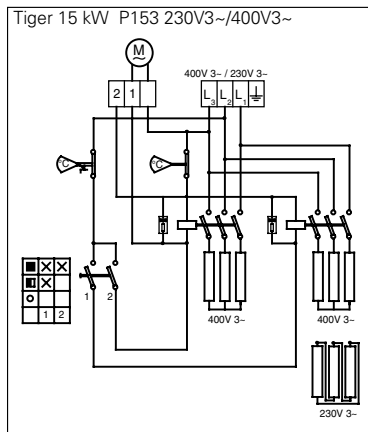 Tiger 15 kW P153 230V3~/400V3~
M
~
400V 3~ / 230V 3~
2 1
L3 L2 L1
°C
°C
1 2
400V 3~
400V 3~
1 2
230V 3~